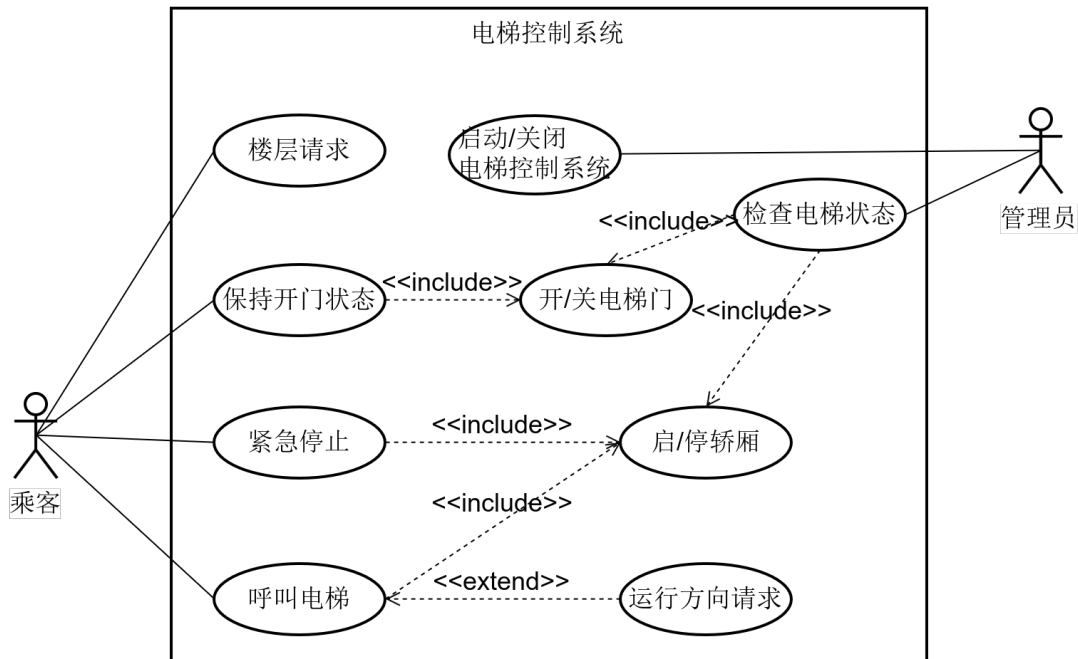 电梯控制系统
楼层请求
启动/关闭
电梯控制系统
检查电梯状态
管理员
<<include>>
保持开门状态
<<include>>
开/关电梯门
<<include>>
紧急停止
<<include>>
启/停轿厢
乘客
<<include>>
呼叫电梯
<<extend>>
运行方向请求